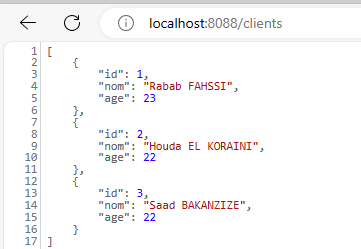 localhost:8088/clients
1 [
2 {
3 "id": 1,
4 "nom": "Rabab FAHSSI",
5 "age": 23
6 },
7 {
8 "id": 2,
9 "nom": "Houda EL KORAINI",
10 "age": 22
11 },
12 {
13 "id": 3,
14 "nom": "Saad BAKANZIZE",
15 "age": 22
16 }
17 ]